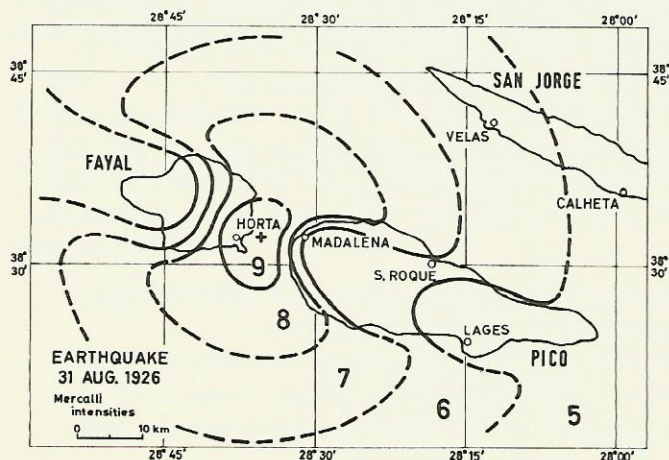 28°45' 28°30' 28°15' 28°00'
38°
45'
38°
45'
SAN JORGE
VELAS
FAYAL
CALHETA
HORTA
MADALENA
38°
30'
38°
30'
S. ROQUE
9
8
LAGES
EARTHQUAKE
31 AUG. 1926
PICO
7
6
5
Mercalli
intensities
0 10 km
28°45' 28°30' 28°15' 28°00'